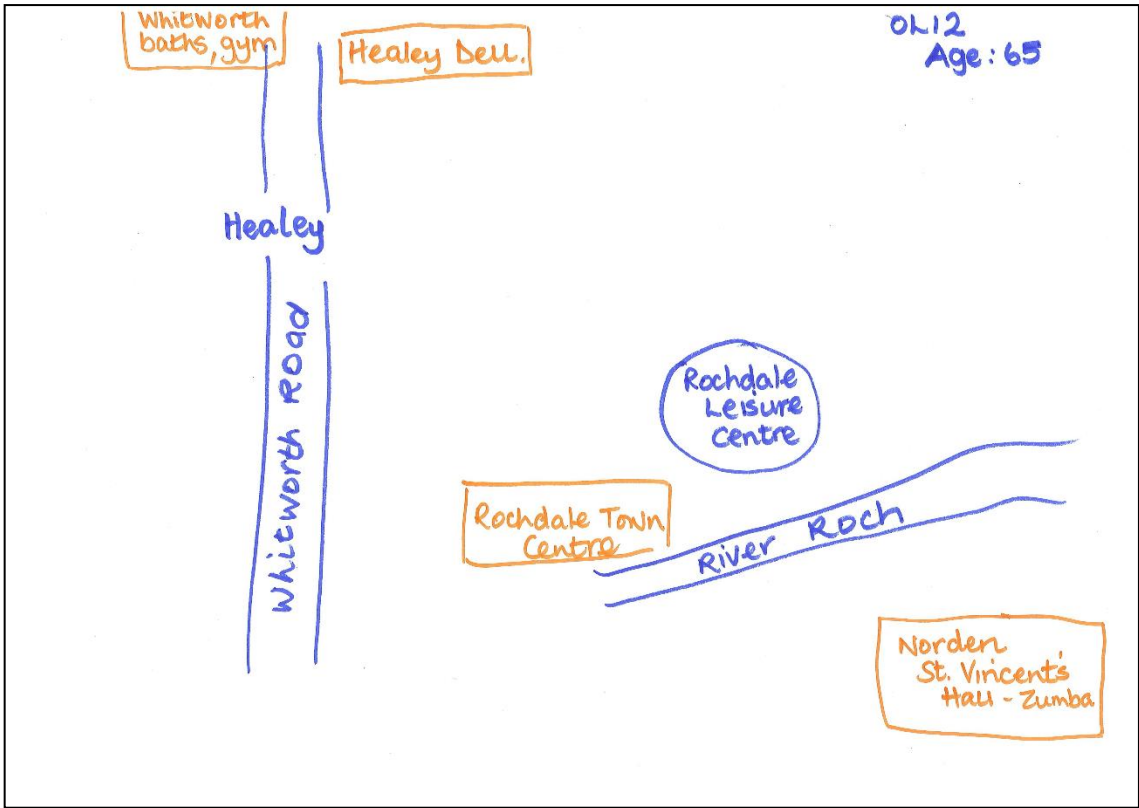 Whitworth
baths, gym
Healey Dell.
OL12
Age: 65
Healey
Whitworth Road
Rochdale
Leisure
Centre
Rochdale Town
Centre
River Roch
Norden
St. Vincent's
Hall - Zumba